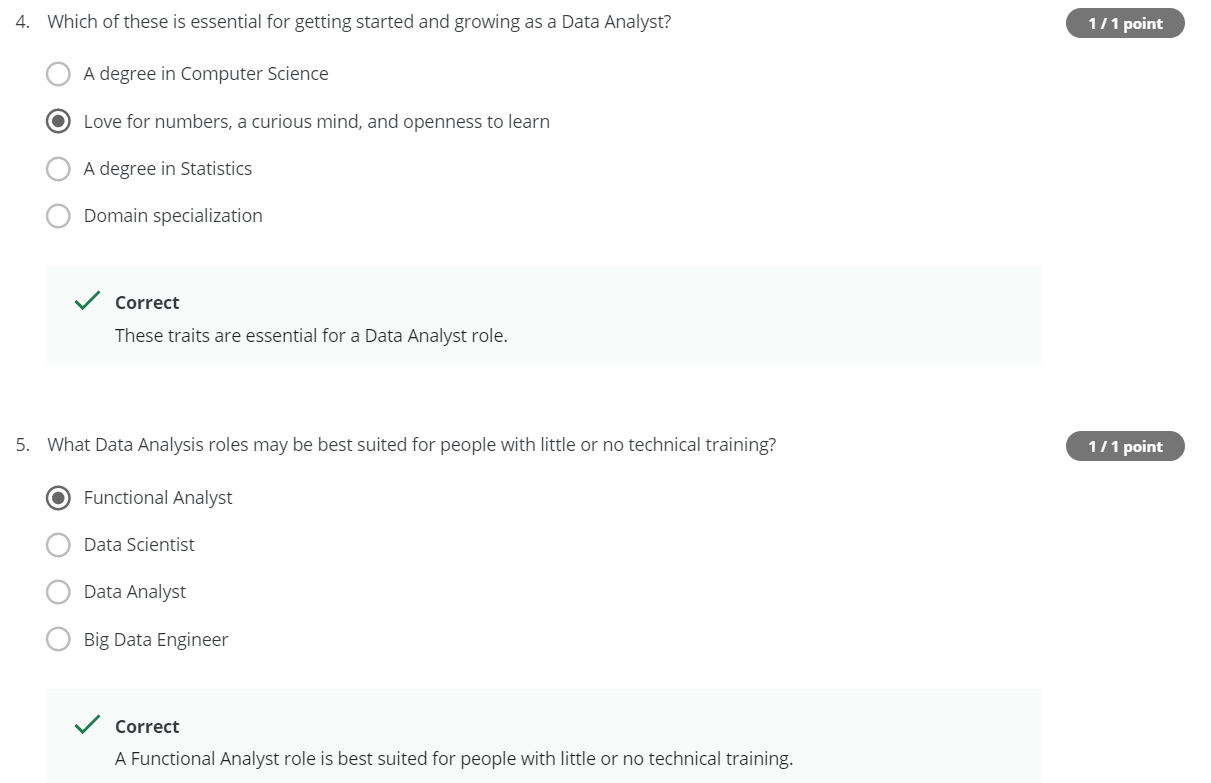 4. Which of these is essential for getting started and growing as a Data Analyst?
1 / 1 point
A degree in Computer Science
Love for numbers, a curious mind, and openness to learn
A degree in Statistics
Domain specialization
Correct
These traits are essential for a Data Analyst role.
5. What Data Analysis roles may be best suited for people with little or no technical training?
1 / 1 point
Functional Analyst
Data Scientist
Data Analyst
Big Data Engineer
Correct
A Functional Analyst role is best suited for people with little or no technical training.